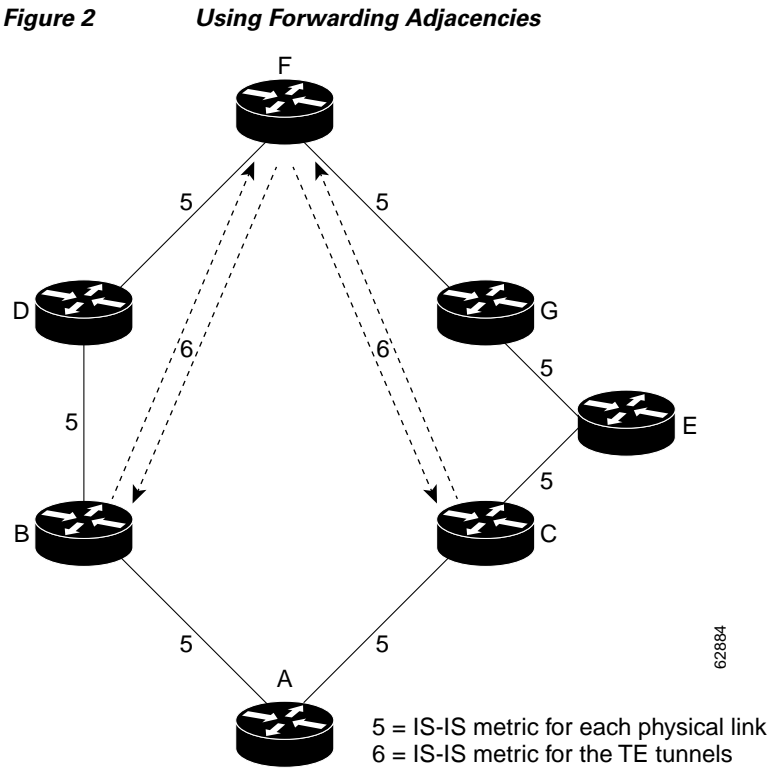 Figure 2 Using Forwarding Adjacencies
F
5 5
D G
6 6 5
5 E
5
B C
5 5
62884
A
5 = IS-IS metric for each physical link
6 = IS-IS metric for the TE tunnels